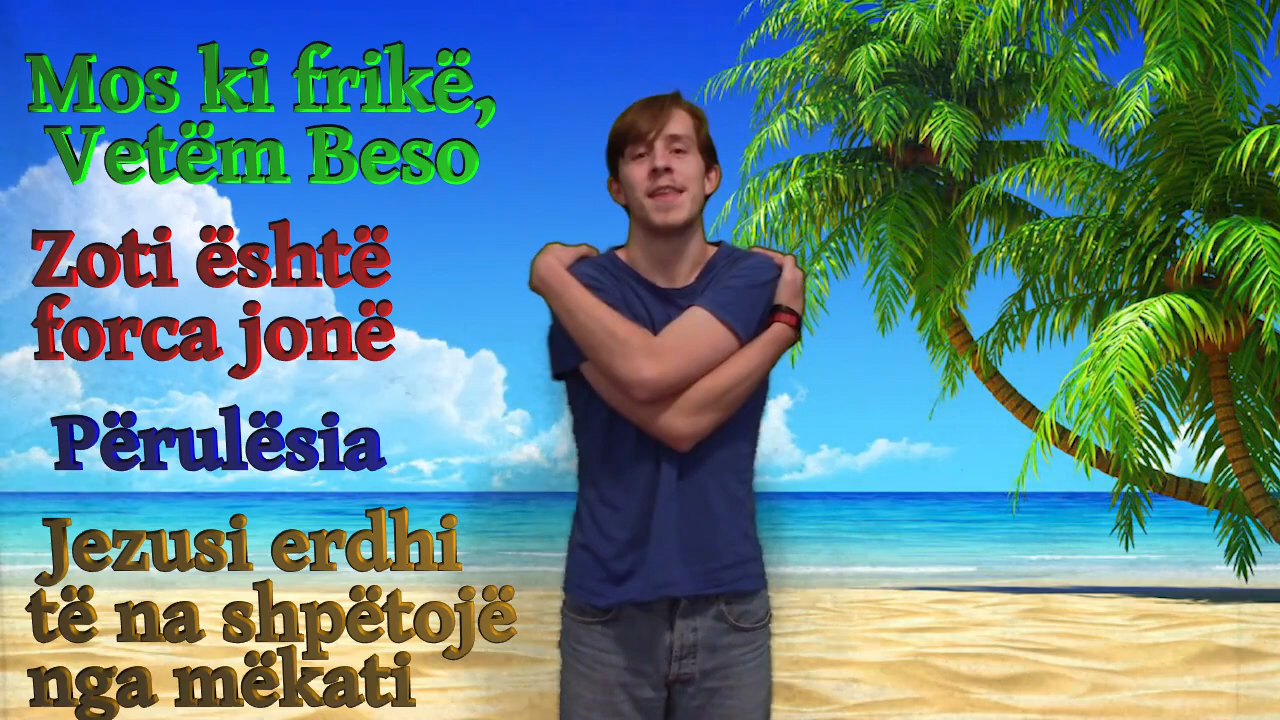 Mos ki frikë,
Vetëm Beso
Zoti është
forca jonë
Përulësia
Jezusi erdhi
të na shpëtojë
nga mëkati